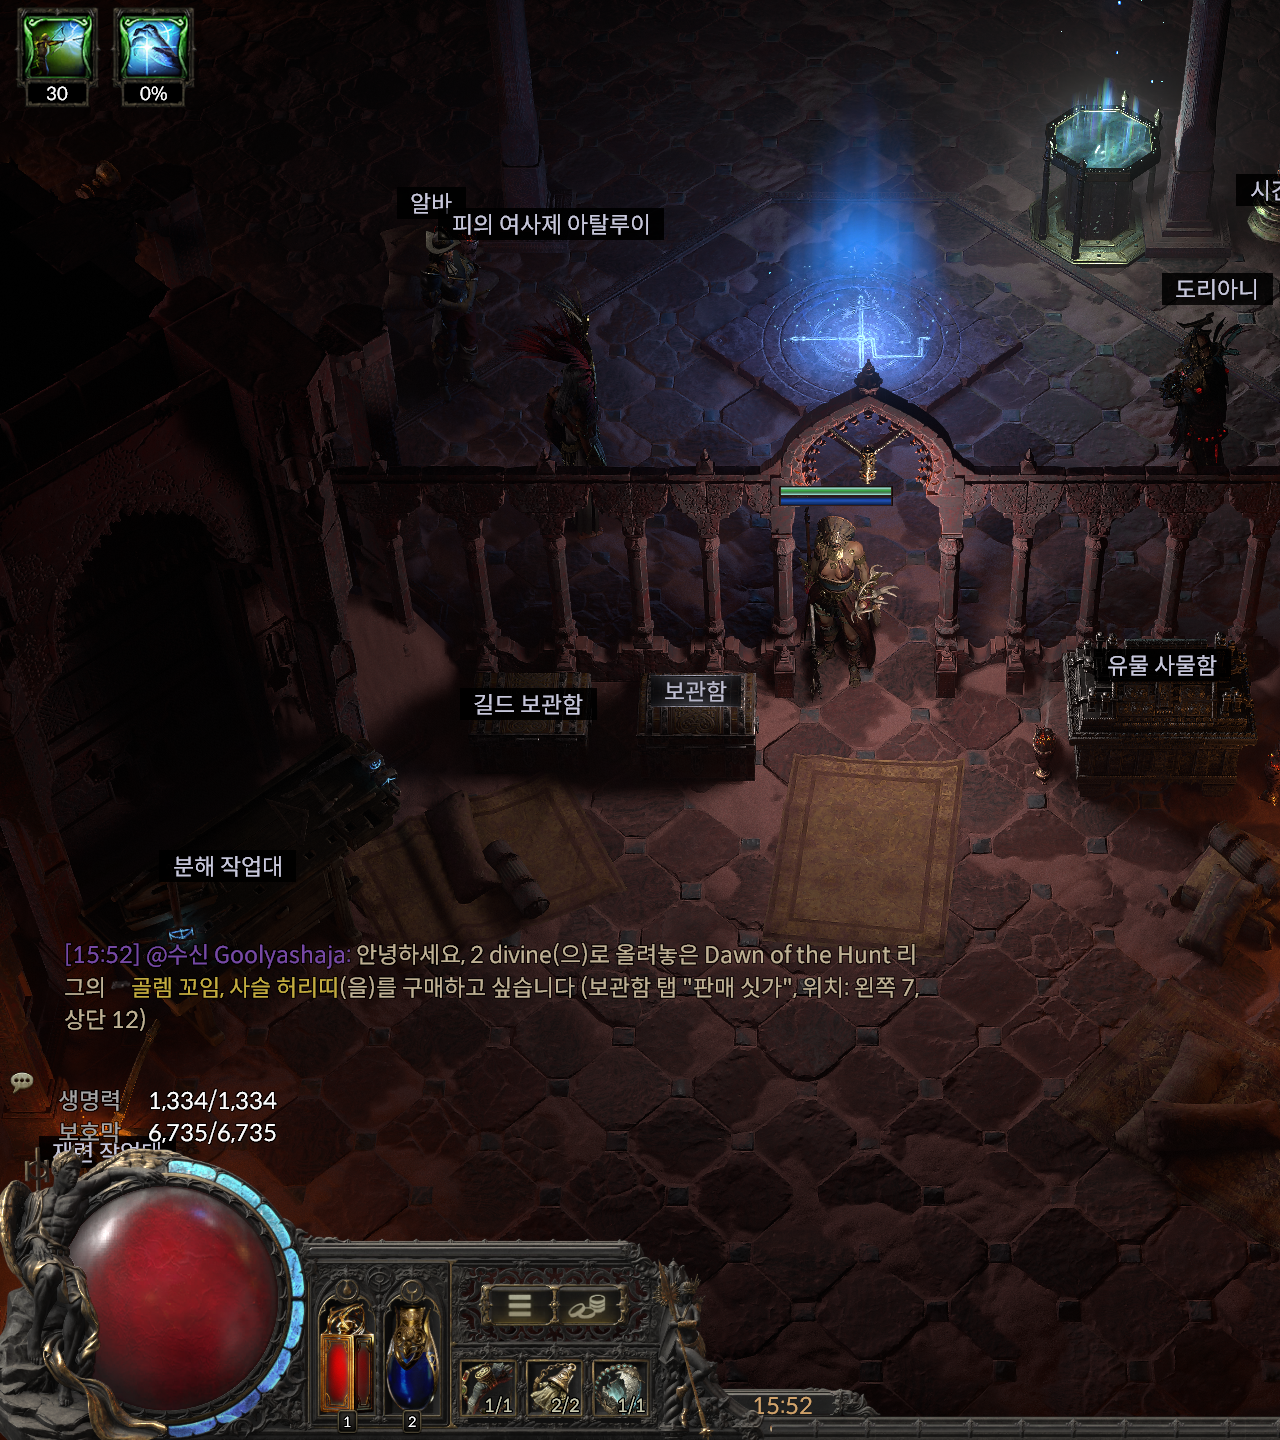 30
0%
알바
피의 여사제 아탈루이
도리아니
유물 사물함
보관함
길드 보관함
분해 작업대
[15:52] @수신 Goolyashaja: 안녕하세요, 2 divine(으)로 올려놓은 Dawn of the Hunt 리
그의 골렘 꼬임, 사슬 허리띠(을)를 구매하고 싶습니다 (보관함 탭 "판매 싯가", 위치: 왼쪽 7,
상단 12)
생명력 1,334/1,334
보호막 6,735/6,735
재련 작업대
1/1
2/2
1/1
1
2
15:52